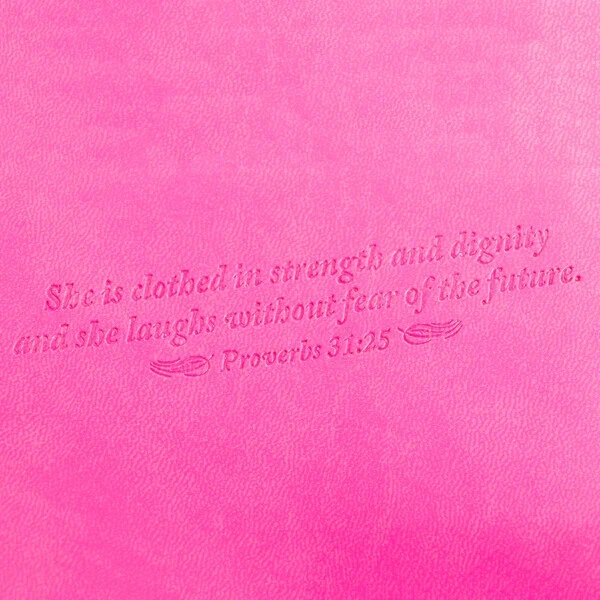 She is clothed in strength and dignity
and she laughs without fear of the future.
Proverbs 31:25